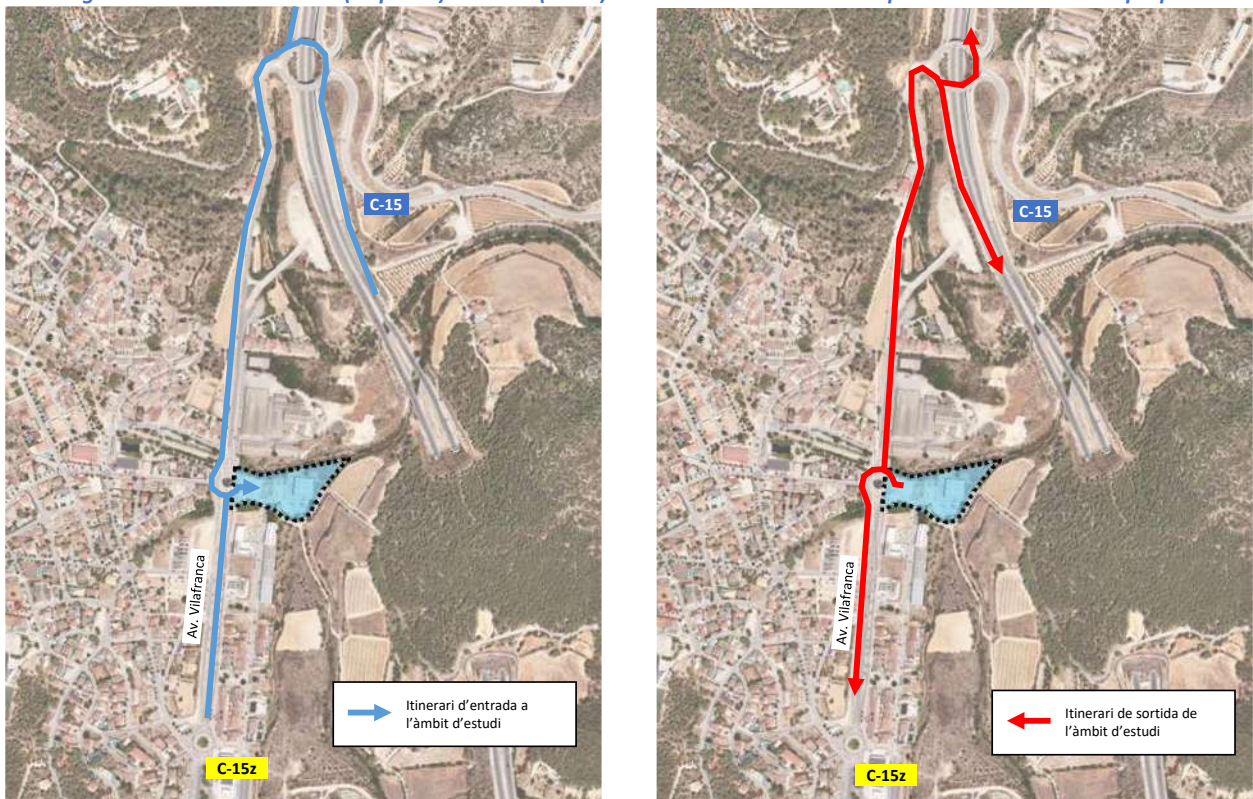 C-15
Av. Vilafranca
Itinerari d'entrada a
l'àmbit d'estudi
C-15z
C-15
Av. Vilafranca
Itinerari de sortida de
l'àmbit d'estudi
C-15z